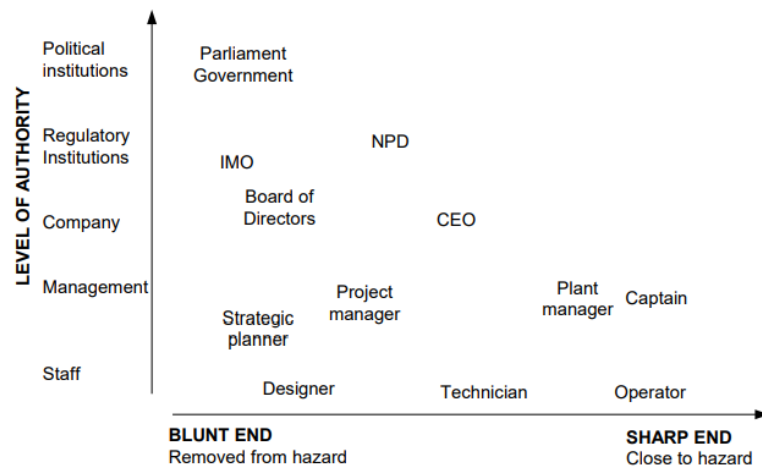 LEVEL OF AUTHORITY
Political
institutions
Parliament
Government
Regulatory
Institutions
NPD
IMO
Board of
Directors
Company
CEO
Management
Project
manager
Plant
manager
Captain
Strategic
planner
Staff
Designer
Technician
Operator
BLUNT END
Removed from hazard
SHARP END
Close to hazard